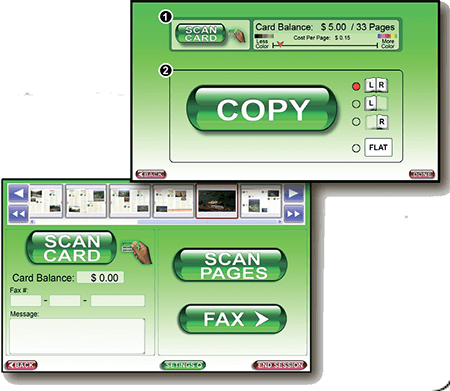 1
SCAN CARD
Card Balance: $ 5.00 / 33 Pages
Cost Per Page: $ 0.15
Less Color
More Color
2
COPY
L R
L
R
FLAT
BACK
DONE
SCAN CARD
Card Balance: $ 0.00
Fax #:
- -
Message:
SCAN PAGES
FAX
BACK
SETINGS
END SESSION